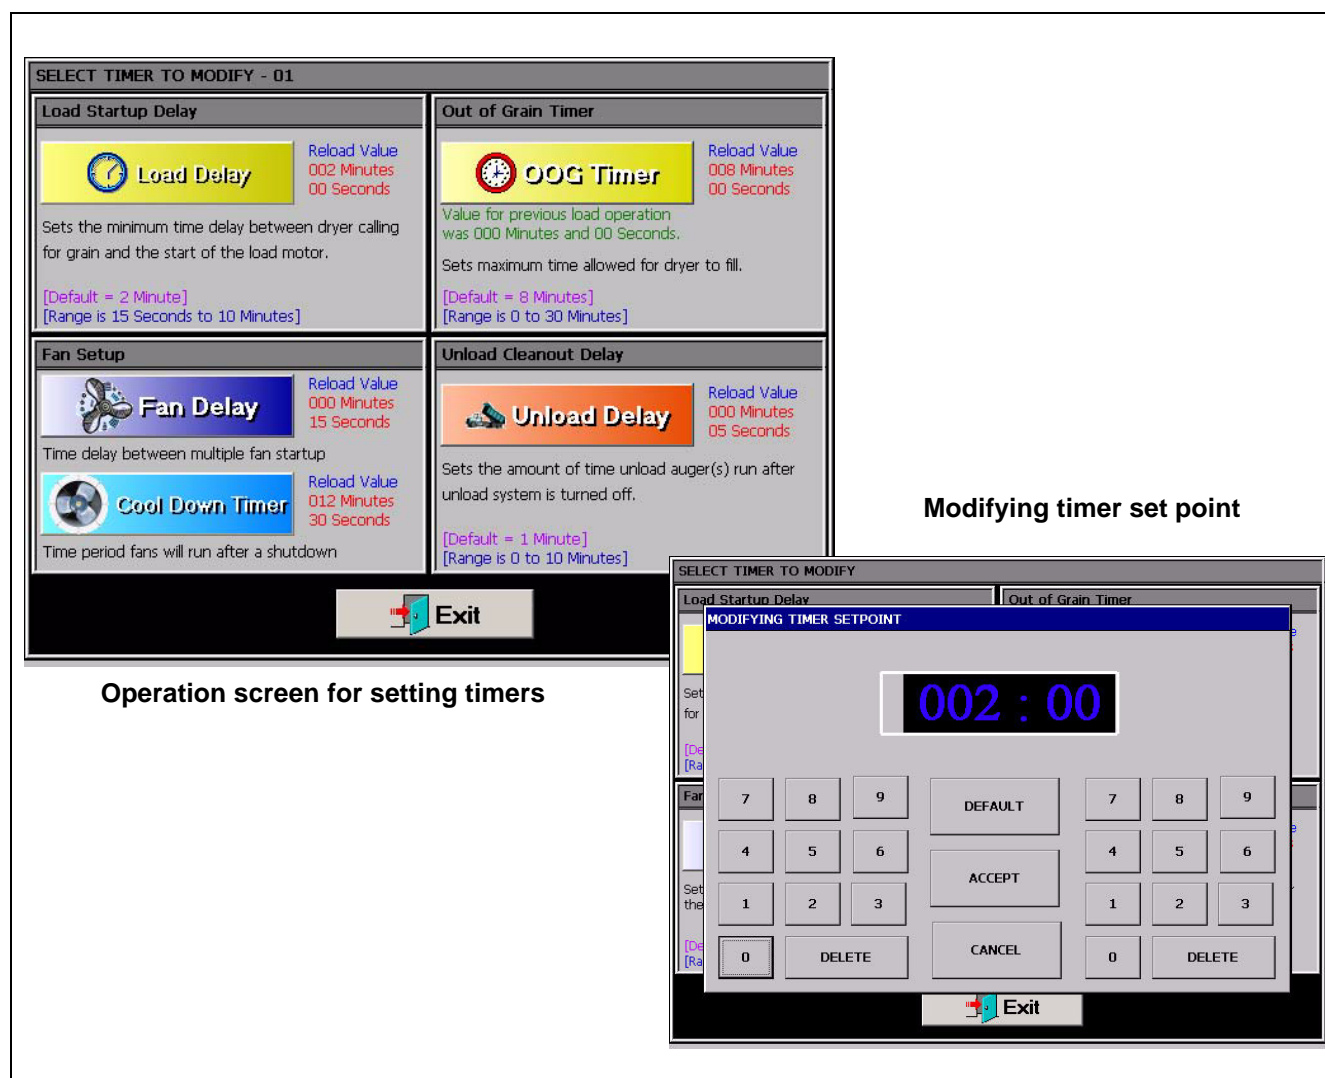 SELECT TIMER TO MODIFY - 01
Load Startup Delay
Load Delay
Reload Value
002 Minutes
00 Seconds
Sets the minimum time delay between dryer calling
for grain and the start of the load motor.
[Default = 2 Minute]
[Range is 15 Seconds to 10 Minutes]
Out of Grain Timer
OOG Timer
Reload Value
008 Minutes
00 Seconds
Value for previous load operation
was 000 Minutes and 00 Seconds.
Sets maximum time allowed for dryer to fill.
[Default = 8 Minutes]
[Range is 0 to 30 Minutes]
Fan Setup
Fan Delay
Reload Value
000 Minutes
15 Seconds
Time delay between multiple fan startup
Cool Down Timer
Reload Value
012 Minutes
30 Seconds
Time period fans will run after a shutdown
Unload Cleanout Delay
Unload Delay
Reload Value
000 Minutes
05 Seconds
Sets the amount of time unload auger(s) run after
unload system is turned off.
[Default = 1 Minute]
[Range is 0 to 10 Minutes]
Exit
Operation screen for setting timers
Modifying timer set point
SELECT TIMER TO MODIFY
Load Startup Delay
Out of Grain Timer
MODIFYING TIMER SETPOINT
002 : 00
7 8 9 DEFAULT 7 8 9
4 5 6 ACCEPT 4 5 6
1 2 3 1 2 3
0 DELETE CANCEL 0 DELETE
Exit